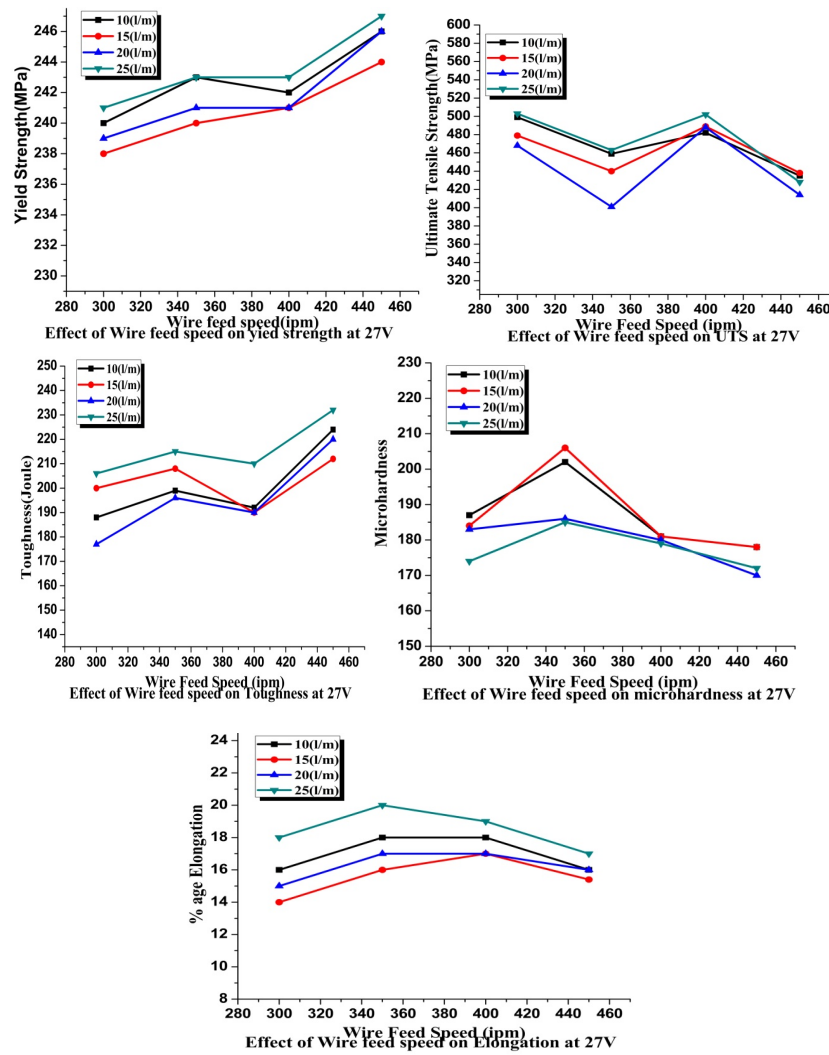 Yield Strength(MPa)
246
244
242
240
238
236
234
232
230
10(l/m)
15(l/m)
20(l/m)
25(l/m)
280 300 320 340 360 380 400 420 440 460
Wire feed speed(ipm)
Effect of Wire feed speed on yied strength at 27V
Ultimate Tensile Strength(MPa)
600
580
560
540
520
500
480
460
440
420
400
380
360
340
320
10(l/m)
15(l/m)
20(l/m)
25(l/m)
280 300 320 340 360 380 400 420 440 460
Wire Feed Speed (ipm)
Effect of Wire feed speed on UTS at 27V
Toughness(Joule)
250
240
230
220
210
200
190
180
170
160
150
140
10(l/m)
15(l/m)
20(l/m)
25(l/m)
280 300 320 340 360 380 400 420 440 460
Wire Feed Speed (ipm)
Effect of Wire feed speed on Toughness at 27V
Microhardness
230
220
210
200
190
180
170
160
150
10(l/m)
15(l/m)
20(l/m)
25(l/m)
280 300 320 340 360 380 400 420 440 460
Wire Feed Speed (ipm)
Effect of Wire feed speed on microhardness at 27V
% age Elongation
24
22
20
18
16
14
12
10
8
10(l/m)
15(l/m)
20(l/m)
25(l/m)
280 300 320 340 360 380 400 420 440 460
Wire Feed Speed (ipm)
Effect of Wire feed speed on Elongation at 27V